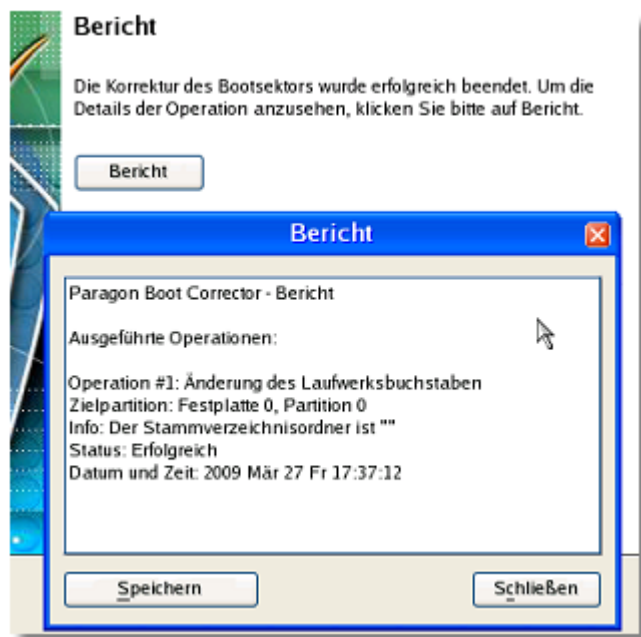 Bericht
Die Korrektur des Bootsektors wurde erfolgreich beendet. Um die
Details der Operation anzusehen, klicken Sie bitte auf Bericht.
Bericht
Bericht
Paragon Boot Corrector - Bericht
Ausgeführte Operationen:
Operation #1: Änderung des Laufwerksbuchstaben
Zielpartition: Festplatte 0, Partition 0
Info: Der Stammverzeichnisordner ist ""
Status: Erfolgreich
Datum und Zeit: 2009 Mär 27 Fr 17:37:12
Speichern
Schließen